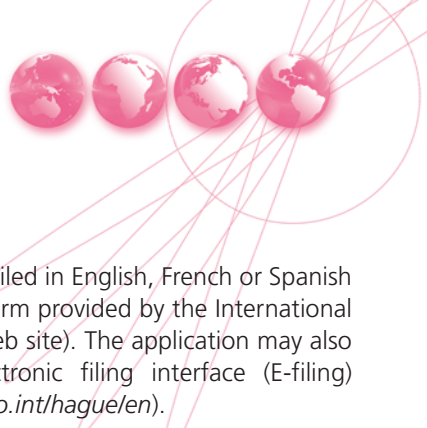 iled in English, French or Spanish
rm provided by the International
eb site). The application may also
tronic filing interface (E-filing)
o.int/hague/en).